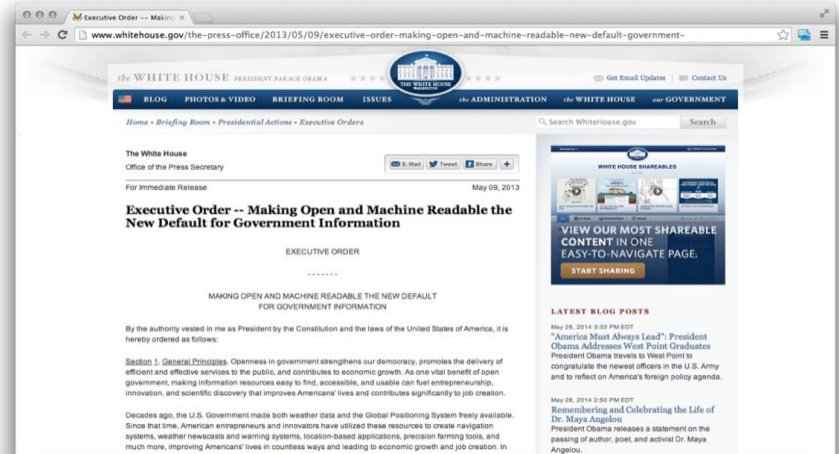 Executive Order -- Making
www.whitehouse.gov/the-press-office/2013/05/09/executive-order-making-open-and-machine-readable-new-default-government-
the WHITE HOUSE PRESIDENT BARACK OBAMA
THE WHITE HOUSE
WASHINGTON
Get Email Updates
Contact Us
BLOG PHOTOS & VIDEO BRIEFING ROOM ISSUES the ADMINISTRATION the WHITE HOUSE our GOVERNMENT
Home • Briefing Room • Presidential Actions • Executive Orders
Search WhiteHouse.gov
Search
The White House
Office of the Press Secretary
E-Mail Tweet Share +
For Immediate Release
May 09, 2013
Executive Order -- Making Open and Machine Readable the
New Default for Government Information
EXECUTIVE ORDER
- - - - - - -
MAKING OPEN AND MACHINE READABLE THE NEW DEFAULT
FOR GOVERNMENT INFORMATION
By the authority vested in me as President by the Constitution and the laws of the United States of America, it is
hereby ordered as follows:
Section 1. General Principles. Openness in government strengthens our democracy, promotes the delivery of
efficient and effective services to the public, and contributes to economic growth. As one vital benefit of open
government, making information resources easy to find, accessible, and usable can fuel entrepreneurship,
innovation, and scientific discovery that improves Americans' lives and contributes significantly to job creation.
Decades ago, the U.S. Government made both weather data and the Global Positioning System freely available.
Since that time, American entrepreneurs and innovators have utilized these resources to create navigation
systems, weather newscasts and warning systems, location-based applications, precision farming tools, and
much more, improving Americans' lives in countless ways and leading to economic growth and job creation. In
WHITE HOUSE SHAREABLES
VIEW OUR MOST SHAREABLE
CONTENT IN ONE
EASY-TO-NAVIGATE PAGE.
START SHARING
LATEST BLOG POSTS
May 28, 2014 3:33 PM EDT
"America Must Always Lead": President
Obama Addresses West Point Graduates
President Obama travels to West Point to
congratulate the newest officers in the U.S. Army
and to reflect on America's foreign policy agenda.
May 28, 2014 2:50 PM EDT
Remembering and Celebrating the Life of
Dr. Maya Angelou
President Obama releases a statement on the
passing of author, poet, and activist Dr. Maya
Angelou.